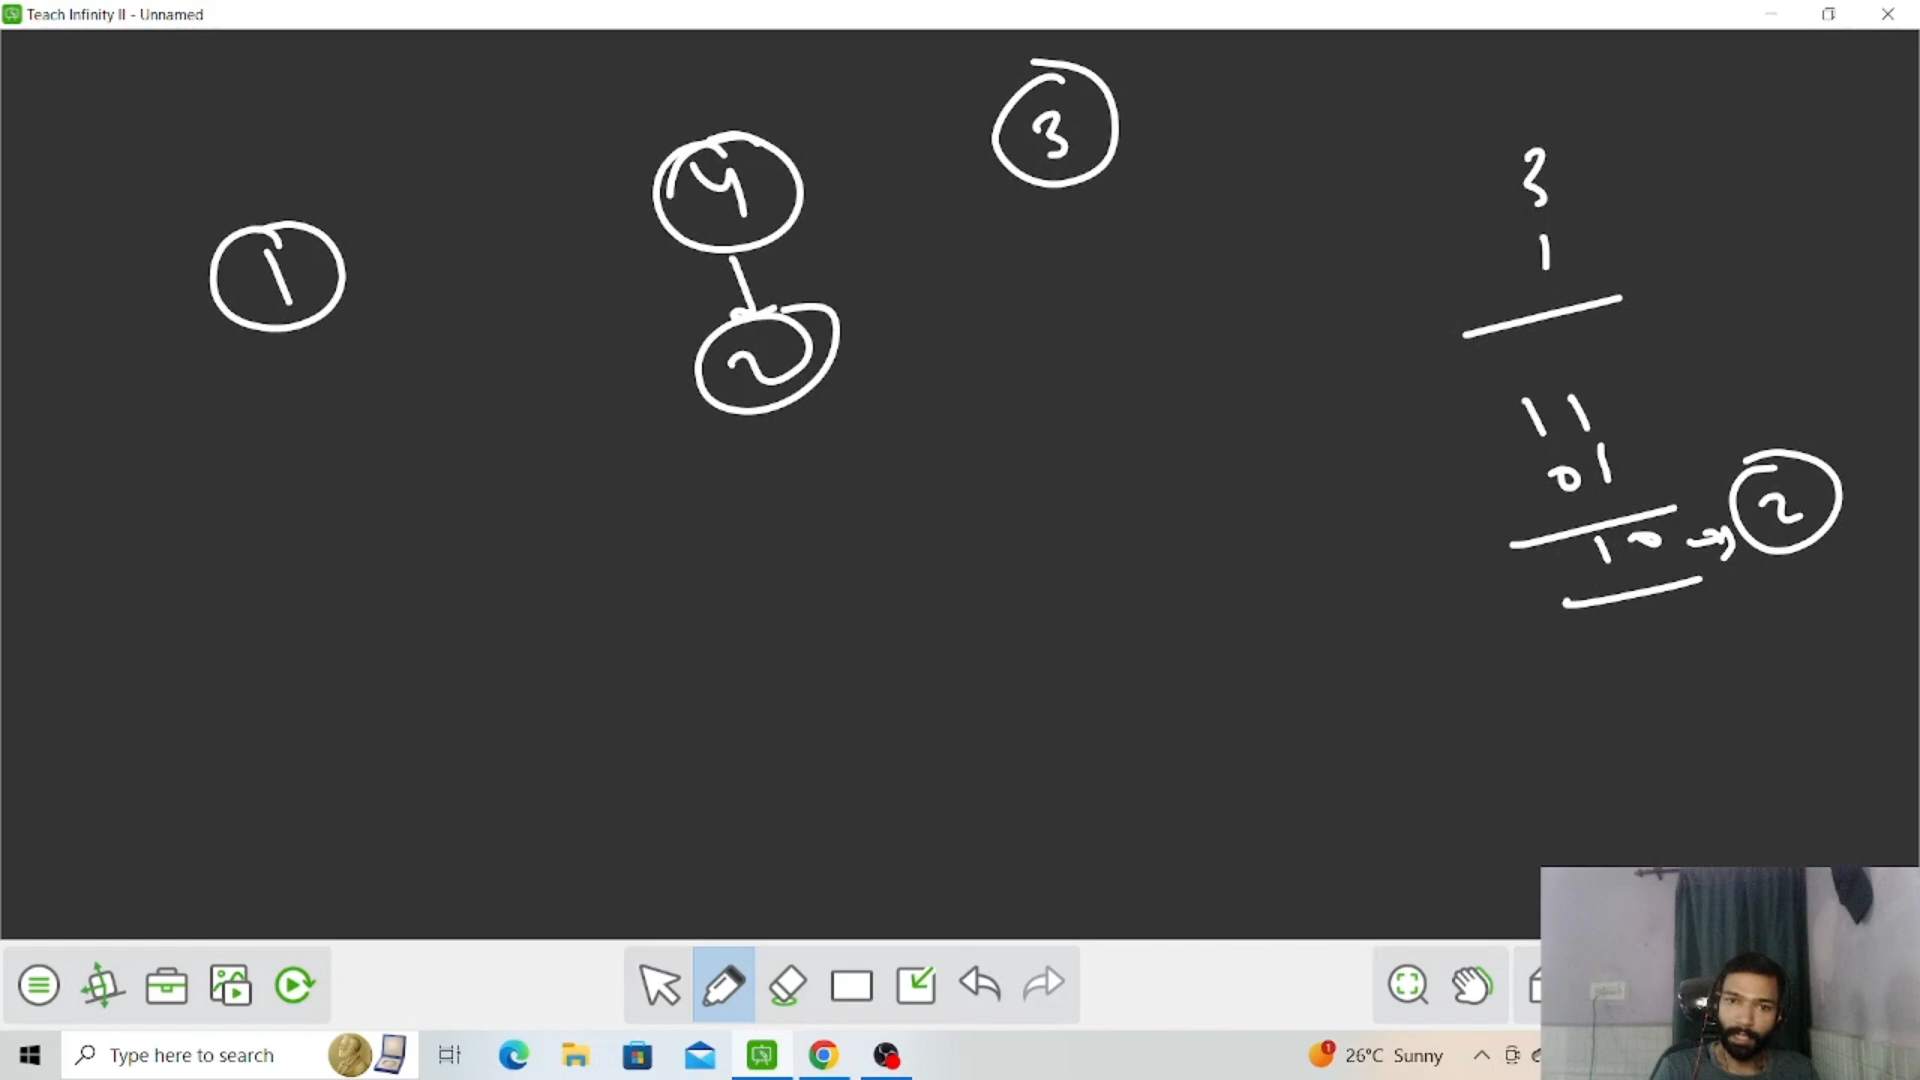 Teach Infinity II - Unnamed
3
4
1
2
3
1
11
01
10 → 2
Type here to search
1
26°C Sunny